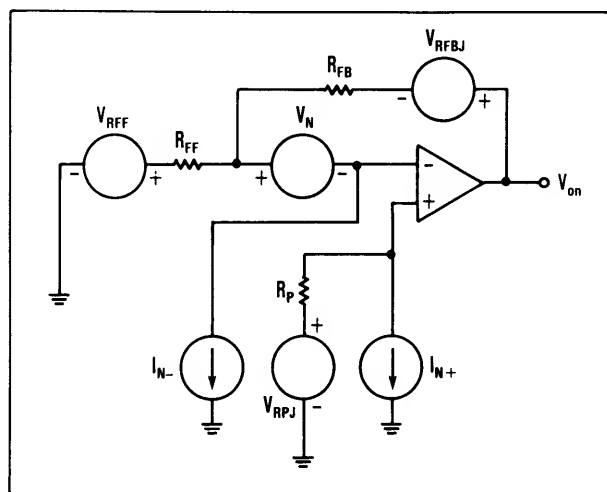 V_RFBJ
R_FB
- +
V_RFF
R_FF
V_N
- +
+ -
-
+
V_on
R_P
+
I_N-
V_RPJ
-
I_N+